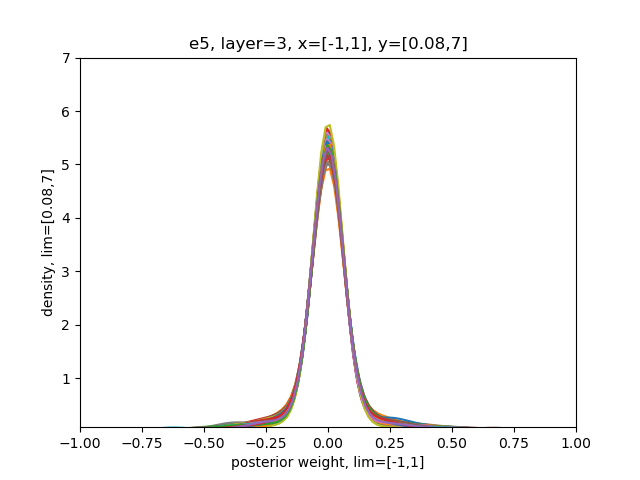 e5, layer=3, x=[-1,1], y=[0.08,7]
7
6
5
4
3
2
1
density, lim=[0.08,7]
−1.00 −0.75 −0.50 −0.25 0.00 0.25 0.50 0.75 1.00
posterior weight, lim=[-1,1]